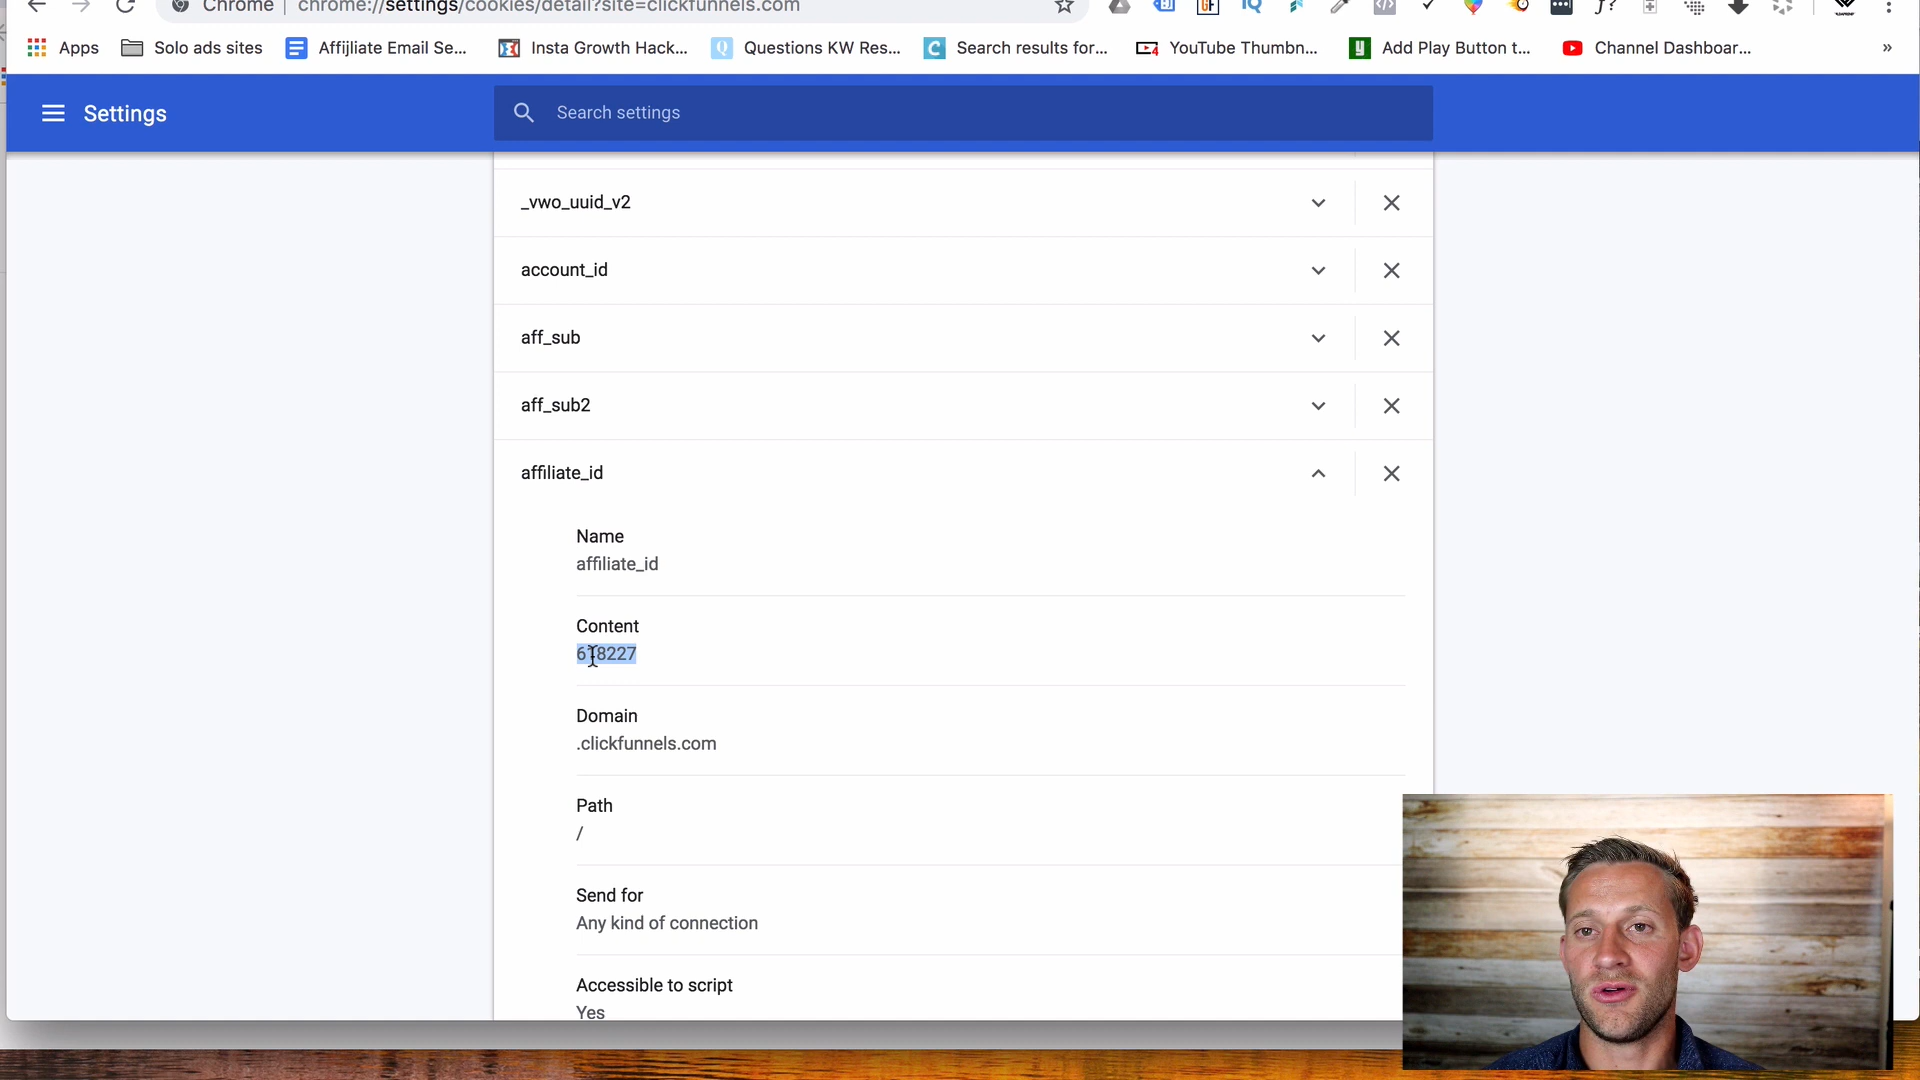 Chrome | chrome://settings/cookies/detail?site=clickfunnels.com
Apps Solo ads sites Affijliate Email Se... Insta Growth Hack... Questions KW Res... Search results for... YouTube Thumbn... Add Play Button t... Channel Dashboar... »
Settings Search settings
_vwo_uuid_v2
account_id
aff_sub
aff_sub2
affiliate_id
Name
affiliate_id
Content
618227
Domain
.clickfunnels.com
Path
/
Send for
Any kind of connection
Accessible to script
Yes